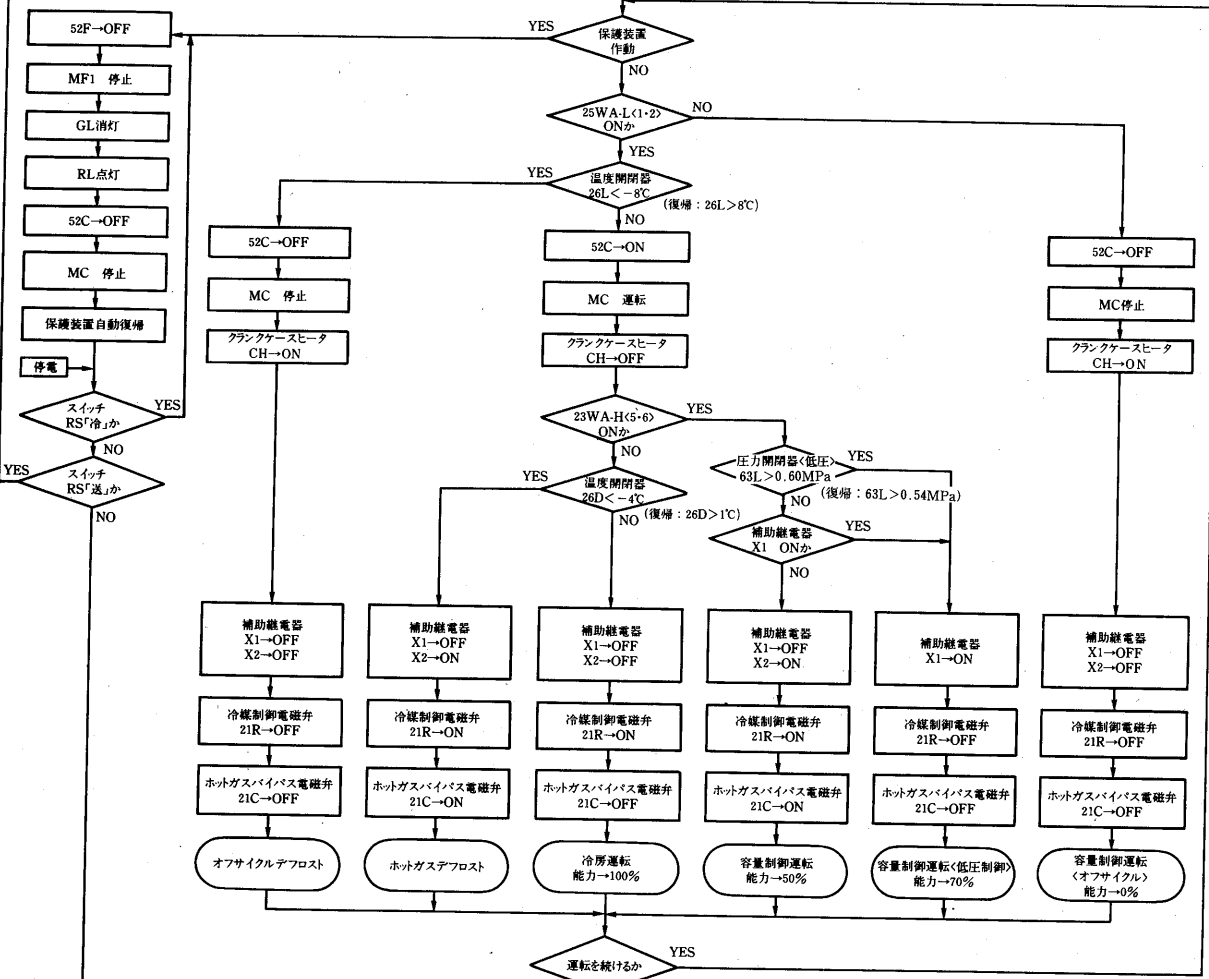 52F→OFF
MF1 停止
GL消灯
RL点灯
52C→OFF
MC 停止
保護装置自動復帰
停電
スイッチ
RS「冷」か
YES
NO
スイッチ
RS「送」か
YES
NO
YES
保護装置
作動
NO
25WA-L〈1・2〉
ONか
NO
YES
YES
温度開閉器
26L<-8℃
(復帰:26L>8℃)
NO
52C→OFF
MC 停止
クランクケースヒータ
CH→ON
52C→ON
MC 運転
クランクケースヒータ
CH→OFF
52C→OFF
MC停止
クランクケースヒータ
CH→ON
23WA-H〈5・6〉
ONか
YES
NO
圧力開閉器〈低圧〉
63L>0.60MPa
YES
(復帰:63L>0.54MPa)
NO
YES
温度開閉器
26D<-4℃
(復帰:26D>1℃)
NO
補助継電器
X1 ONか
YES
NO
補助継電器
X1→OFF
X2→OFF
補助継電器
X1→OFF
X2→ON
補助継電器
X1→OFF
X2→OFF
補助継電器
X1→OFF
X2→ON
補助継電器
X1→ON
補助継電器
X1→OFF
X2→OFF
冷媒制御電磁弁
21R→OFF
冷媒制御電磁弁
21R→ON
冷媒制御電磁弁
21R→ON
冷媒制御電磁弁
21R→ON
冷媒制御電磁弁
21R→OFF
冷媒制御電磁弁
21R→OFF
ホットガスバイパス電磁弁
21C→OFF
ホットガスバイパス電磁弁
21C→ON
ホットガスバイパス電磁弁
21C→OFF
ホットガスバイパス電磁弁
21C→ON
ホットガスバイパス電磁弁
21C→OFF
ホットガスバイパス電磁弁
21C→OFF
オフサイクルデフロスト
ホットガスデフロスト
冷房運転
能力→100%
容量制御運転
能力→50%
容量制御運転〈低圧制御〉
能力→70%
容量制御運転
〈オフサイクル〉
能力→0%
運転を続けるか
YES